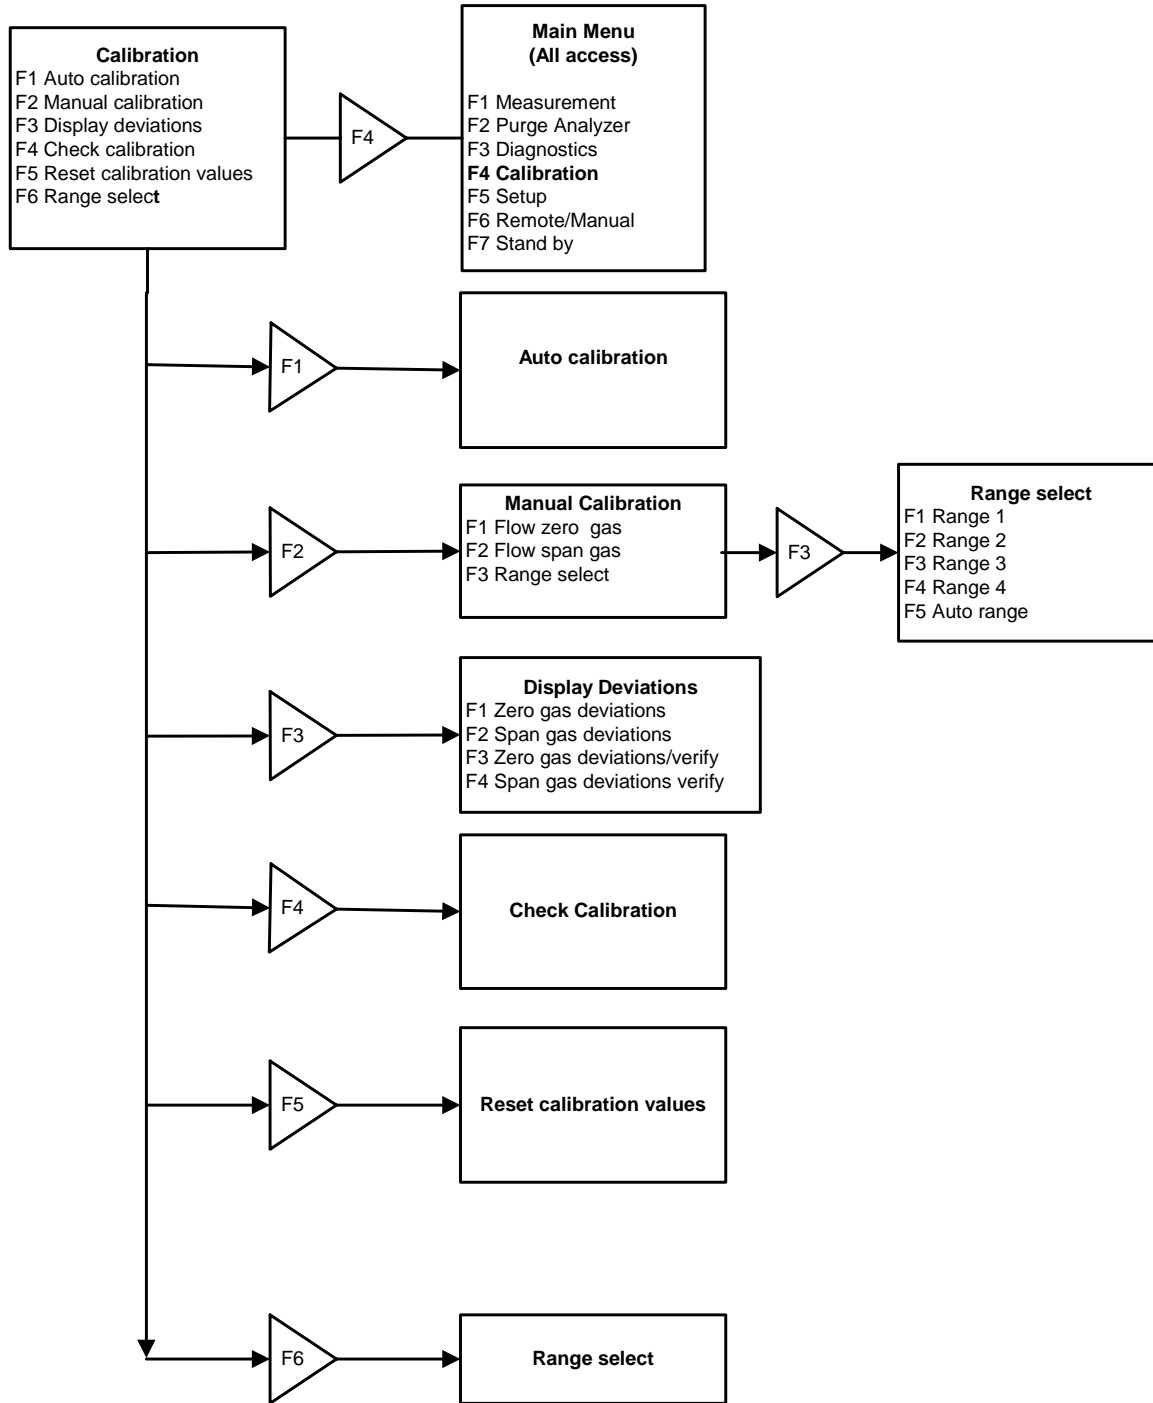 Calibration
F1 Auto calibration
F2 Manual calibration
F3 Display deviations
F4 Check calibration
F5 Reset calibration values
F6 Range select
F4
Main Menu
(All access)
F1 Measurement
F2 Purge Analyzer
F3 Diagnostics
F4 Calibration
F5 Setup
F6 Remote/Manual
F7 Stand by
F1
Auto calibration
F2
Manual Calibration
F1 Flow zero  gas
F2 Flow span gas
F3 Range select
F3
Range select
F1 Range 1
F2 Range 2
F3 Range 3
F4 Range 4
F5 Auto range
F3
Display Deviations
F1 Zero gas deviations
F2 Span gas deviations
F3 Zero gas deviations/verify
F4 Span gas deviations verify
F4
Check Calibration
F5
Reset calibration values
F6
Range select